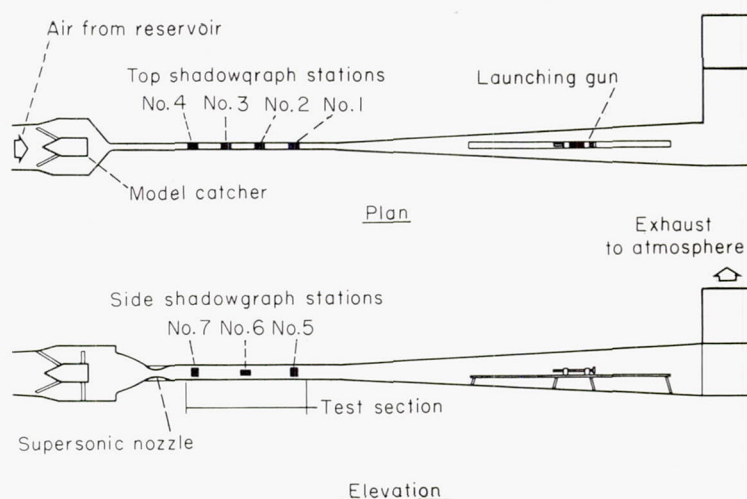 Air from reservoir
Top shadowgraph stations
No.4 No.3 No.2 No.1
Launching gun
Model catcher
Plan
Exhaust
to atmosphere
Side shadowgraph stations
No.7 No.6 No.5
Test section
Supersonic nozzle
Elevation